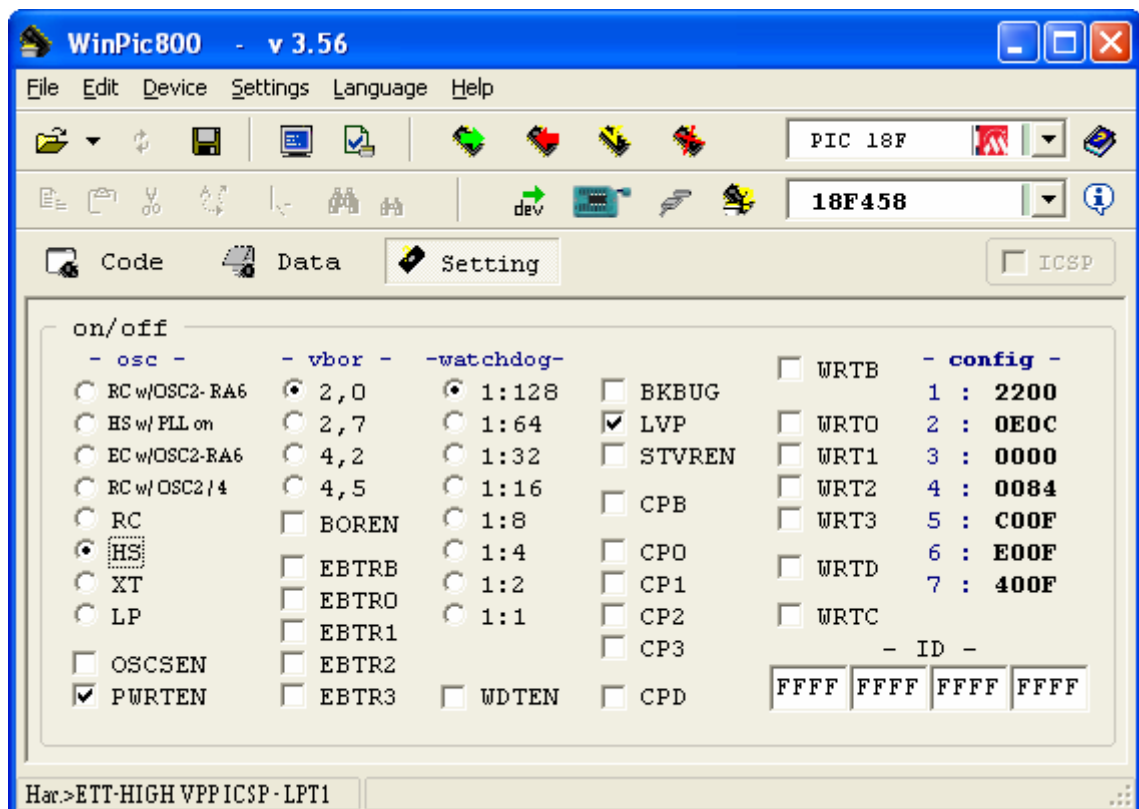 WinPic800 - v 3.56
File Edit Device Settings Language Help
PIC 18F
dev 18F458
Code Data Setting ICSP
on/off
- osc - - vbor - -watchdog- - config -
RC w/OSC2-RA6 2,0 1:128 BKBUG WRTB 1 : 2200
HS w/ PLL on 2,7 1:64 LVP WRT0 2 : 0E0C
EC w/OSC2-RA6 4,2 1:32 STVREN WRT1 3 : 0000
RC w/ OSC2 / 4 4,5 1:16 CPB WRT2 4 : 0084
RC BOREN 1:8 WRT3 5 : C00F
HS EBTRB 1:4 CP0 WRTD 6 : E00F
XT EBTR0 1:2 CP1 7 : 400F
LP EBTR1 1:1 CP2 WRTC
CP3 - ID -
OSCSEN EBTR2
PWRTEN EBTR3 WDTEN CPD FFFF FFFF FFFF FFFF
Har.>ETT-HIGH VPP ICSP - LPT1